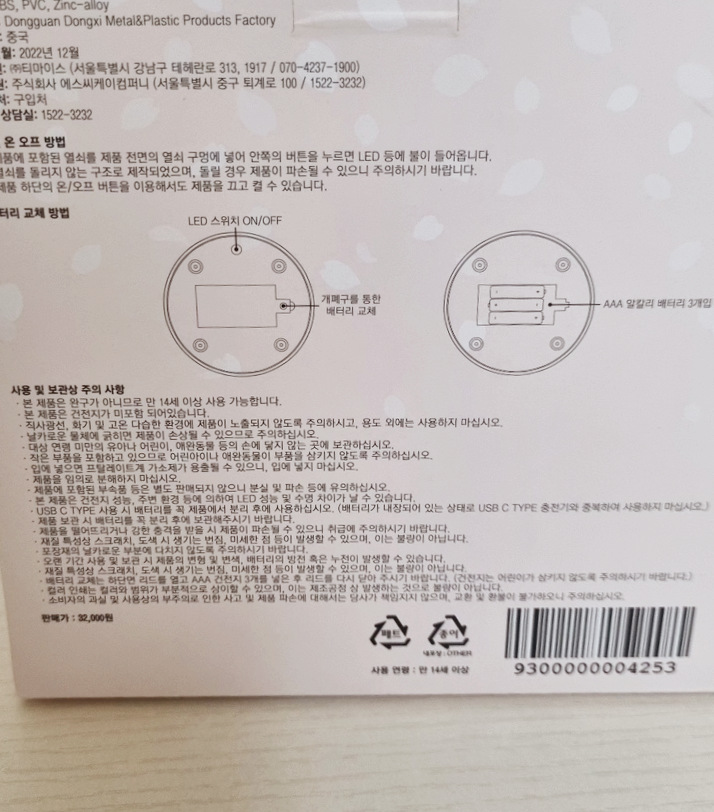 BS, PVC, Zinc-alloy
Dongguan Dongxi Metal&Plastic Products Factory
: 중국
월: 2022년 12월
: ㈜티마이스 (서울특별시 강남구 테헤란로 313, 1917 / 070-4237-1900)
원: 주식회사 에스씨케이컴퍼니 (서울특별시 중구 퇴계로 100 / 1522-3232)
처: 구입처
상담실: 1522-3232
온 오프 방법
품에 포함된 열쇠를 제품 전면의 열쇠 구멍에 넣어 안쪽의 버튼을 누르면 LED 등에 불이 들어옵니다.
열쇠를 돌리지 않는 구조로 제작되었으며, 돌릴 경우 제품이 파손될 수 있으니 주의하시기 바랍니다.
제품 하단의 온/오프 버튼을 이용해서도 제품을 끄고 켤 수 있습니다.
터리 교체 방법
LED 스위치 ON/OFF
개폐구를 통한
배터리 교체
AAA 알칼리 배터리 3개입
사용 및 보관상 주의 사항
· 본 제품은 완구가 아니므로 만 14세 이상 사용 가능합니다.
· 본 제품은 건전지가 미포함 되어있습니다.
· 직사광선, 화기 및 고온 다습한 환경에 제품이 노출되지 않도록 주의하시고, 용도 외에는 사용하지 마십시오.
· 날카로운 물체에 긁히면 제품이 손상될 수 있으므로 주의하십시오.
· 대상 연령 미만의 유아나 어린이, 애완동물 등의 손에 닿지 않는 곳에 보관하십시오.
· 작은 부품을 포함하고 있으므로 어린이나 애완동물이 부품을 삼키지 않도록 주의하십시오.
· 입에 넣으면 프탈레이트계 가소제가 용출될 수 있으니, 입에 넣지 마십시오.
· 제품을 임의로 분해하지 마십시오.
· 제품에 포함된 부속품 등은 별도 판매되지 않으니 분실 및 파손 등에 유의하십시오.
· 본 제품은 건전지 성능, 주변 환경 등에 의하여 LED 성능 및 수명 차이가 날 수 있습니다.
· USB C TYPE 사용 시 배터리를 꼭 제품에서 분리 후에 사용하십시오. (배터리가 내장되어 있는 상태로 USB C TYPE 충전기와 중복하여 사용하지 마십시오.)
· 제품 보관 시 배터리를 꼭 분리 후에 보관해주시기 바랍니다.
· 제품을 떨어뜨리거나 강한 충격을 받을 시 제품이 파손될 수 있으니 취급에 주의하시기 바랍니다.
· 재질 특성상 스크래치, 도색 시 생기는 번짐, 미세한 점 등이 발생할 수 있으며, 이는 불량이 아닙니다.
· 포장재의 날카로운 부분에 다치지 않도록 주의하시기 바랍니다.
· 오랜 기간 사용 및 보관 시 제품의 변형 및 변색, 배터리의 방전 혹은 누전이 발생할 수 있습니다.
· 재질 특성상 스크래치, 도색 시 생기는 번짐, 미세한 점 등이 발생할 수 있으며, 이는 불량이 아닙니다.
· 배터리 교체는 하단면 리드를 열고 AAA 건전지 3개를 넣은 후 리드를 다시 닫아 주시기 바랍니다. (건전지는 어린이가 삼키지 않도록 주의하시기 바랍니다.)
· 컬러 인쇄는 컬러와 범위가 부분적으로 상이할 수 있으며, 이는 제조공정 상 발생하는 것으로 불량이 아닙니다.
· 소비자의 과실 및 사용상의 부주의로 인한 사고 및 제품 파손에 대해서는 당사가 책임지지 않으며, 교환 및 환불이 불가하오니 주의하십시오.
판매가 : 32,000원
페트
종이
내포장 : OTHER
사용 연령 : 만 14세 이상
9300000004253